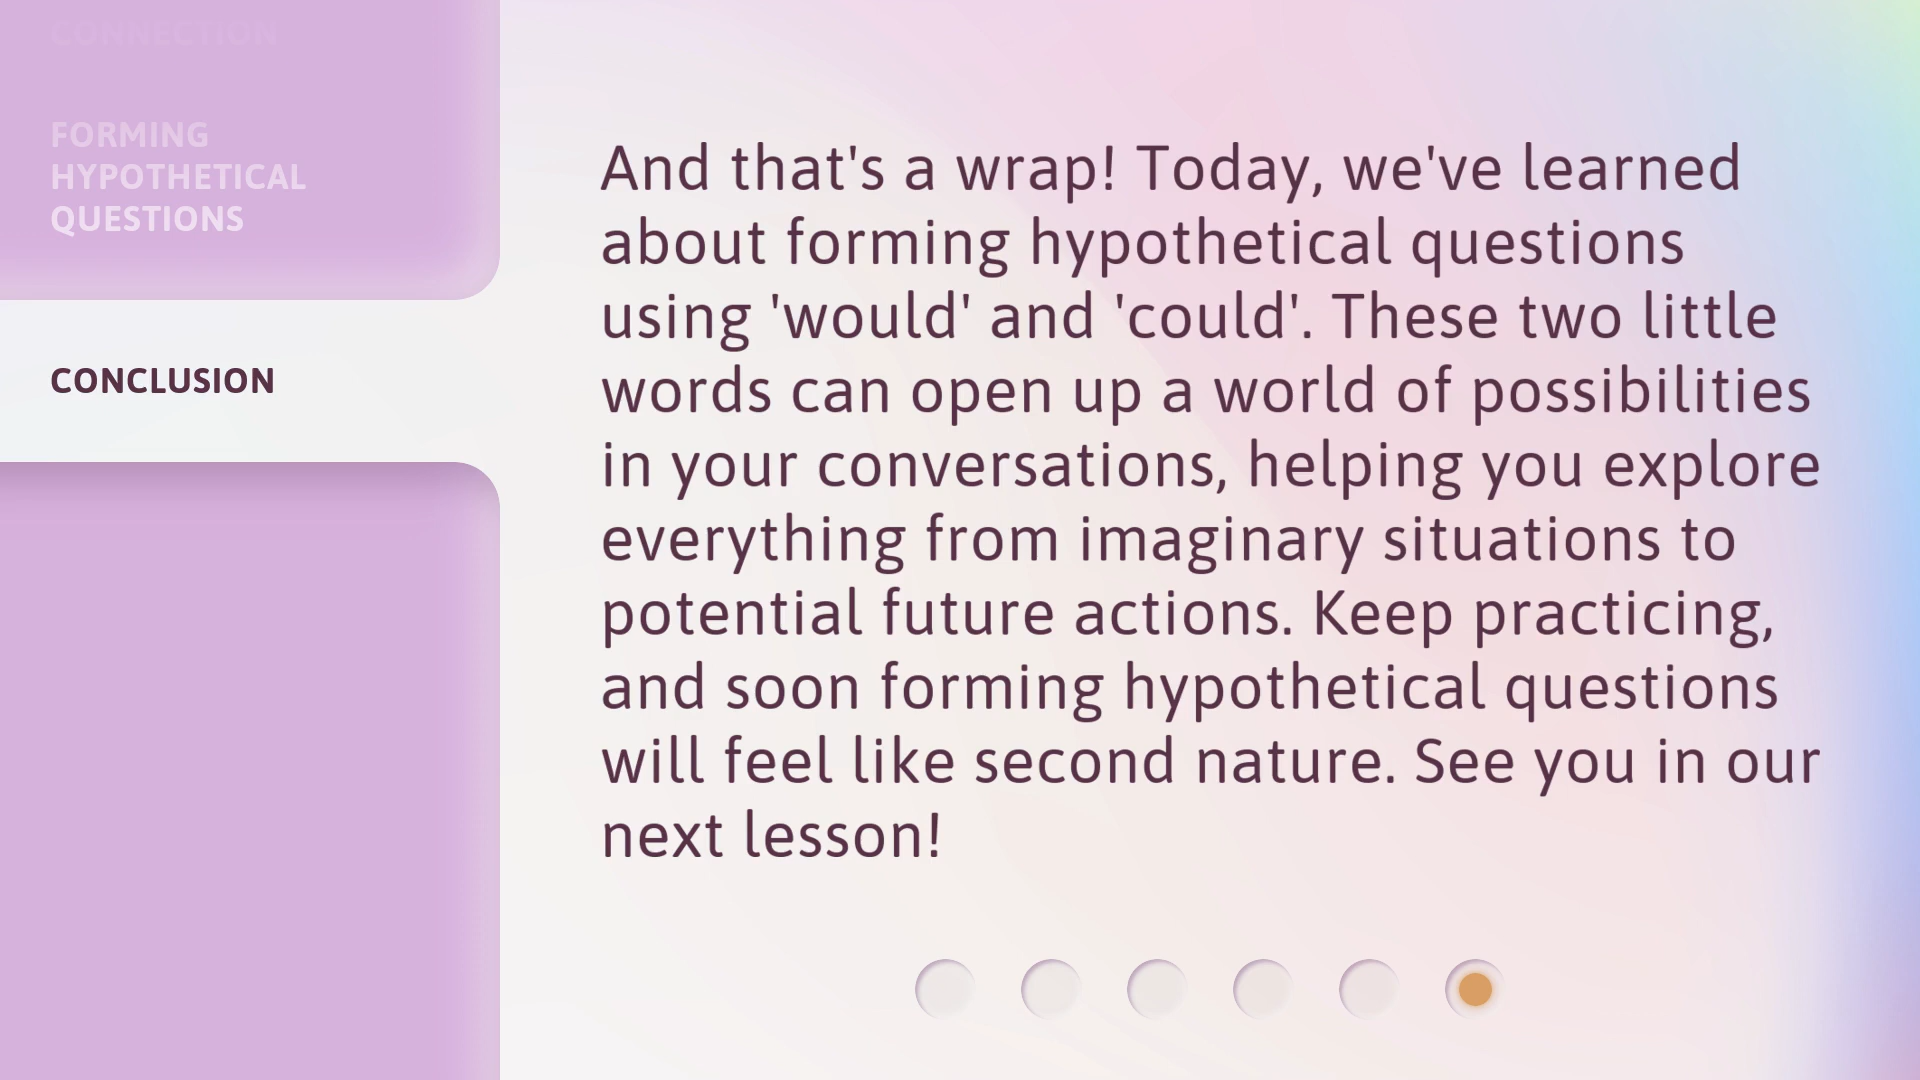 CONNECTION
FORMING
HYPOTHETICAL
QUESTIONS
CONCLUSION
And that's a wrap! Today, we've learned
about forming hypothetical questions
using 'would' and 'could'. These two little
words can open up a world of possibilities
in your conversations, helping you explore
everything from imaginary situations to
potential future actions. Keep practicing,
and soon forming hypothetical questions
will feel like second nature. See you in our
next lesson!